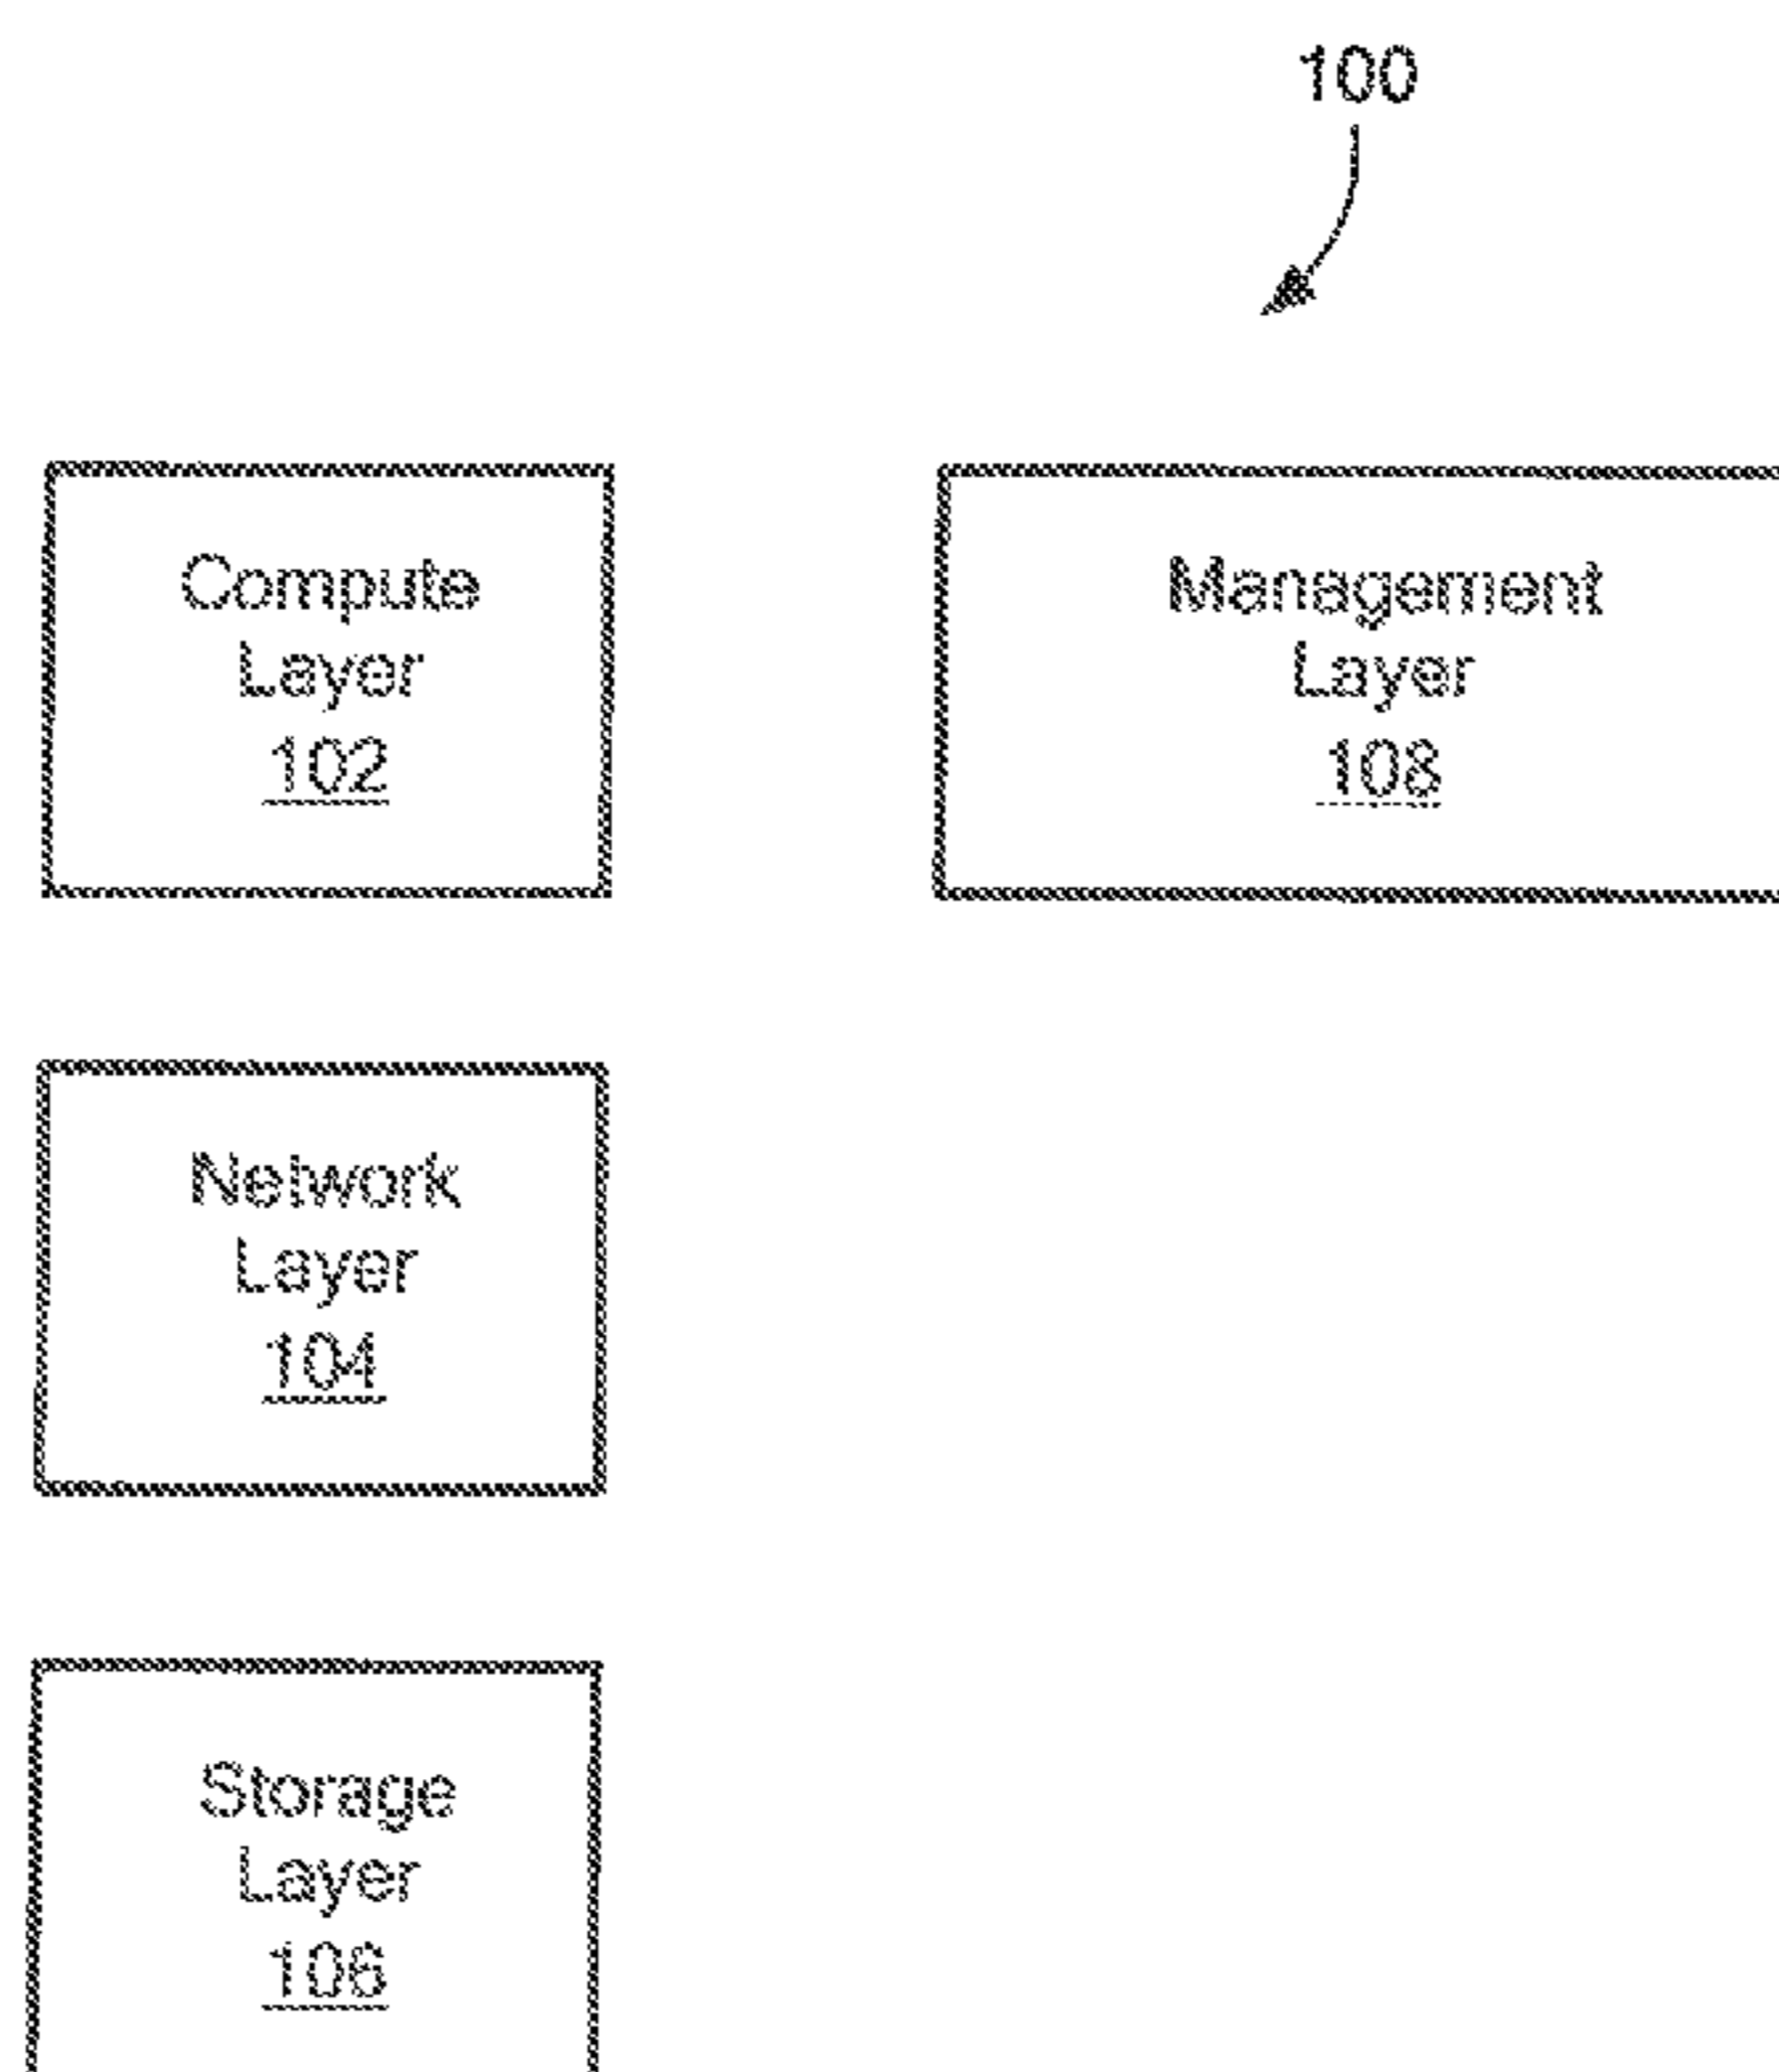 100
Compute
Layer
102
Management
Layer
108
Network
Layer
104
Storage
Layer
106